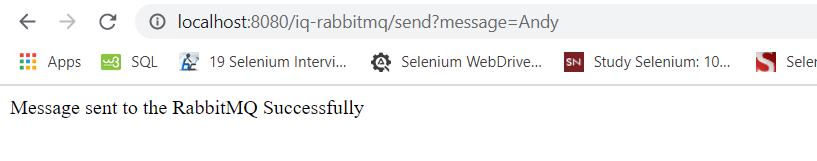 localhost:8080/iq-rabbitmq/send?message=Andy
Apps w3 SQL 19 Selenium Intervi... Selenium WebDrive... SN Study Selenium: 10... S Seler
Message sent to the RabbitMQ Successfully